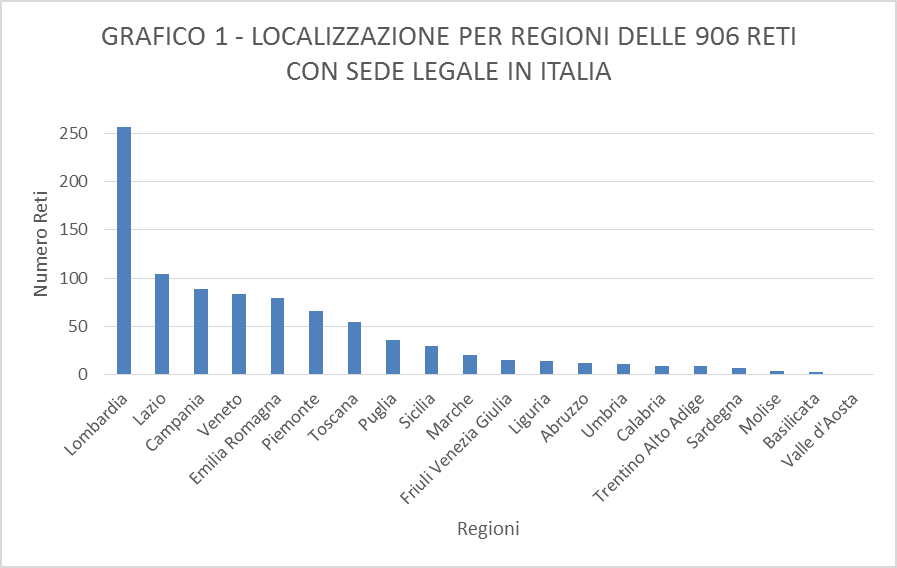 GRAFICO 1 - LOCALIZZAZIONE PER REGIONI DELLE 906 RETI
CON SEDE LEGALE IN ITALIA
Numero Reti
250
200
150
100
50
0
Lombardia
Lazio
Campania
Veneto
Emilia Romagna
Piemonte
Toscana
Puglia
Sicilia
Marche
Friuli Venezia Giulia
Liguria
Abruzzo
Umbria
Calabria
Trentino Alto Adige
Sardegna
Molise
Basilicata
Valle d'Aosta
Regioni